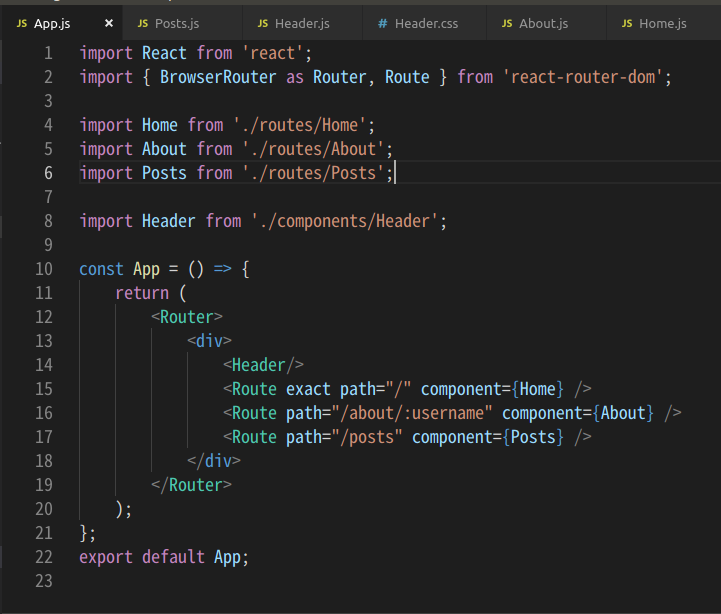 JS App.js × JS Posts.js JS Header.js # Header.css JS About.js JS Home.js
1 import React from 'react';
2 import { BrowserRouter as Router, Route } from 'react-router-dom';
3
4 import Home from './routes/Home';
5 import About from './routes/About';
6 import Posts from './routes/Posts';
7
8 import Header from './components/Header';
9
10 const App = () => {
11     return (
12         <Router>
13             <div>
14                 <Header/>
15                 <Route exact path="/" component={Home} />
16                 <Route path="/about/:username" component={About} />
17                 <Route path="/posts" component={Posts} />
18             </div>
19         </Router>
20     );
21 };
22 export default App;
23